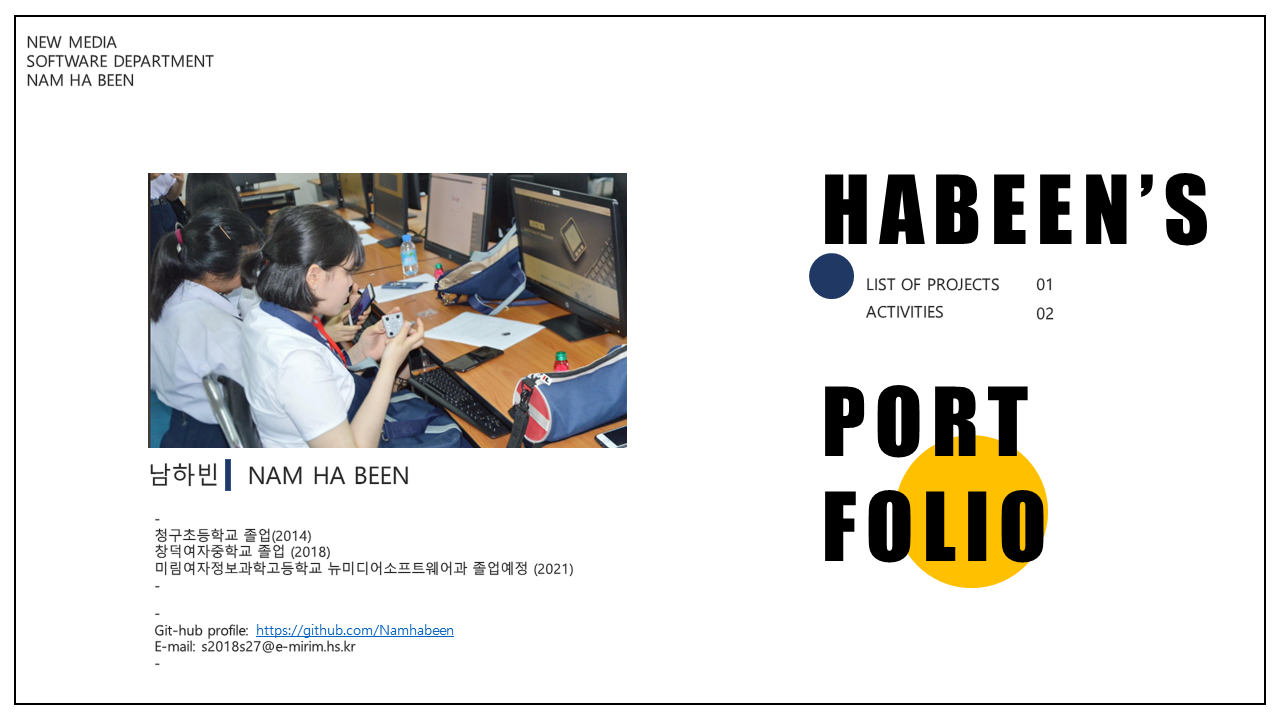 NEW MEDIA
SOFTWARE DEPARTMENT
NAM HA BEEN
남하빈 NAM HA BEEN
-
청구초등학교 졸업(2014)
창덕여자중학교 졸업 (2018)
미림여자정보과학고등학교 뉴미디어소프트웨어과 졸업예정 (2021)
-
-
Git-hub profile: https://github.com/Namhabeen
E-mail: s2018s27@e-mirim.hs.kr
-
HABEEN’S
LIST OF PROJECTS 01
ACTIVITIES 02
PORT
FOLIO